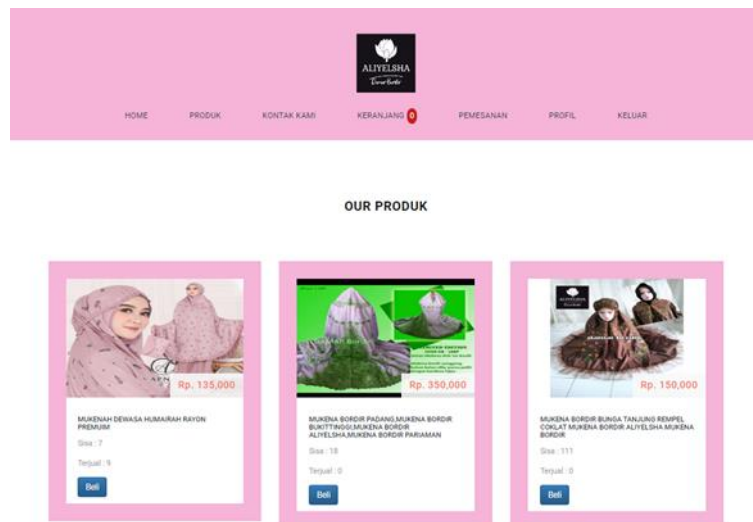 ALIYELSHA
HOME PRODUK KONTAK KAMI KERANJANG 0 PEMESANAN PROFIL KELUAR
OUR PRODUK
Rp. 135,000
MUKENAH DEWASA HUMAIRAH RAYON
PREMUIM
Sisa : 7
Terjual : 9
Beli
Rp. 350,000
MUKENA BORDIR PADANG,MUKENA BORDIR
BUKITTINGGI,MUKENA BORDIR
ALIYELSHA,MUKENA BORDIR PARIAMAN
Sisa : 18
Terjual : 0
Beli
Rp. 150,000
MUKENA BORDIR BUNGA TANJUNG REMPEL
COKLAT MUKENA BORDIR ALIYELSHA MUKENA
BORDIR
Sisa : 111
Terjual : 0
Beli